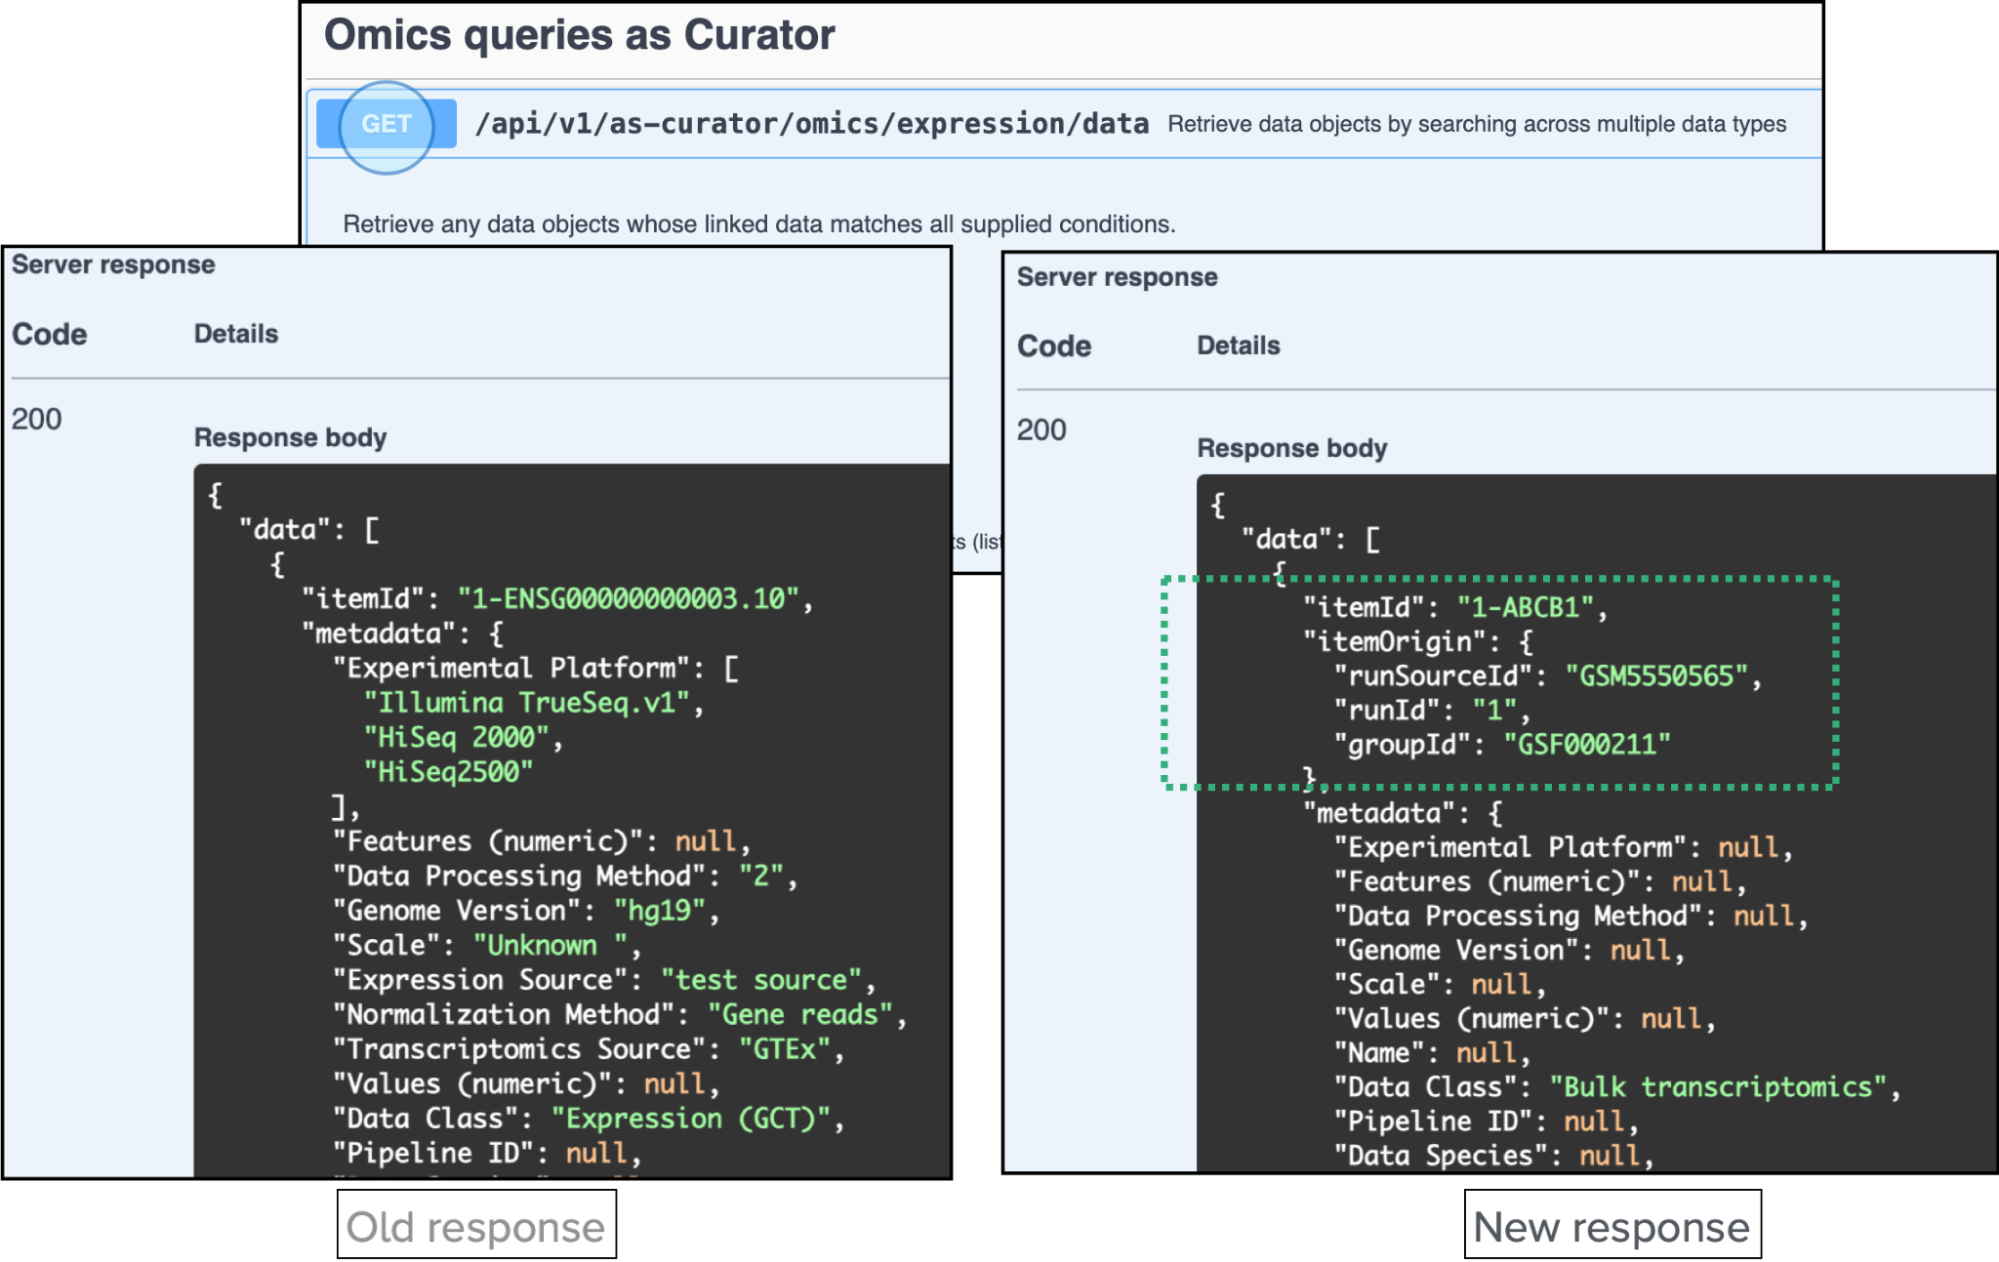 Omics queries as Curator
GET /api/v1/as-curator/omics/expression/data Retrieve data objects by searching across multiple data types
Retrieve any data objects whose linked data matches all supplied conditions.
Server response
Code Details
200
Response body
{
"data": [
{
"itemId": "1-ENSG00000000003.10",
"metadata": {
"Experimental Platform": [
"Illumina TrueSeq.v1",
"HiSeq 2000",
"HiSeq2500"
],
"Features (numeric)": null,
"Data Processing Method": "2",
"Genome Version": "hg19",
"Scale": "Unknown ",
"Expression Source": "test source",
"Normalization Method": "Gene reads",
"Transcriptomics Source": "GTEx",
"Values (numeric)": null,
"Data Class": "Expression (GCT)",
"Pipeline ID": null,
Old response
ts (list
Server response
Code Details
200
Response body
{
"data": [
{
"itemId": "1-ABCB1",
"itemOrigin": {
"runSourceId": "GSM5550565",
"runId": "1",
"groupId": "GSF000211"
},
"metadata": {
"Experimental Platform": null,
"Features (numeric)": null,
"Data Processing Method": null,
"Genome Version": null,
"Scale": null,
"Values (numeric)": null,
"Name": null,
"Data Class": "Bulk transcriptomics",
"Pipeline ID": null,
"Data Species": null,
New response